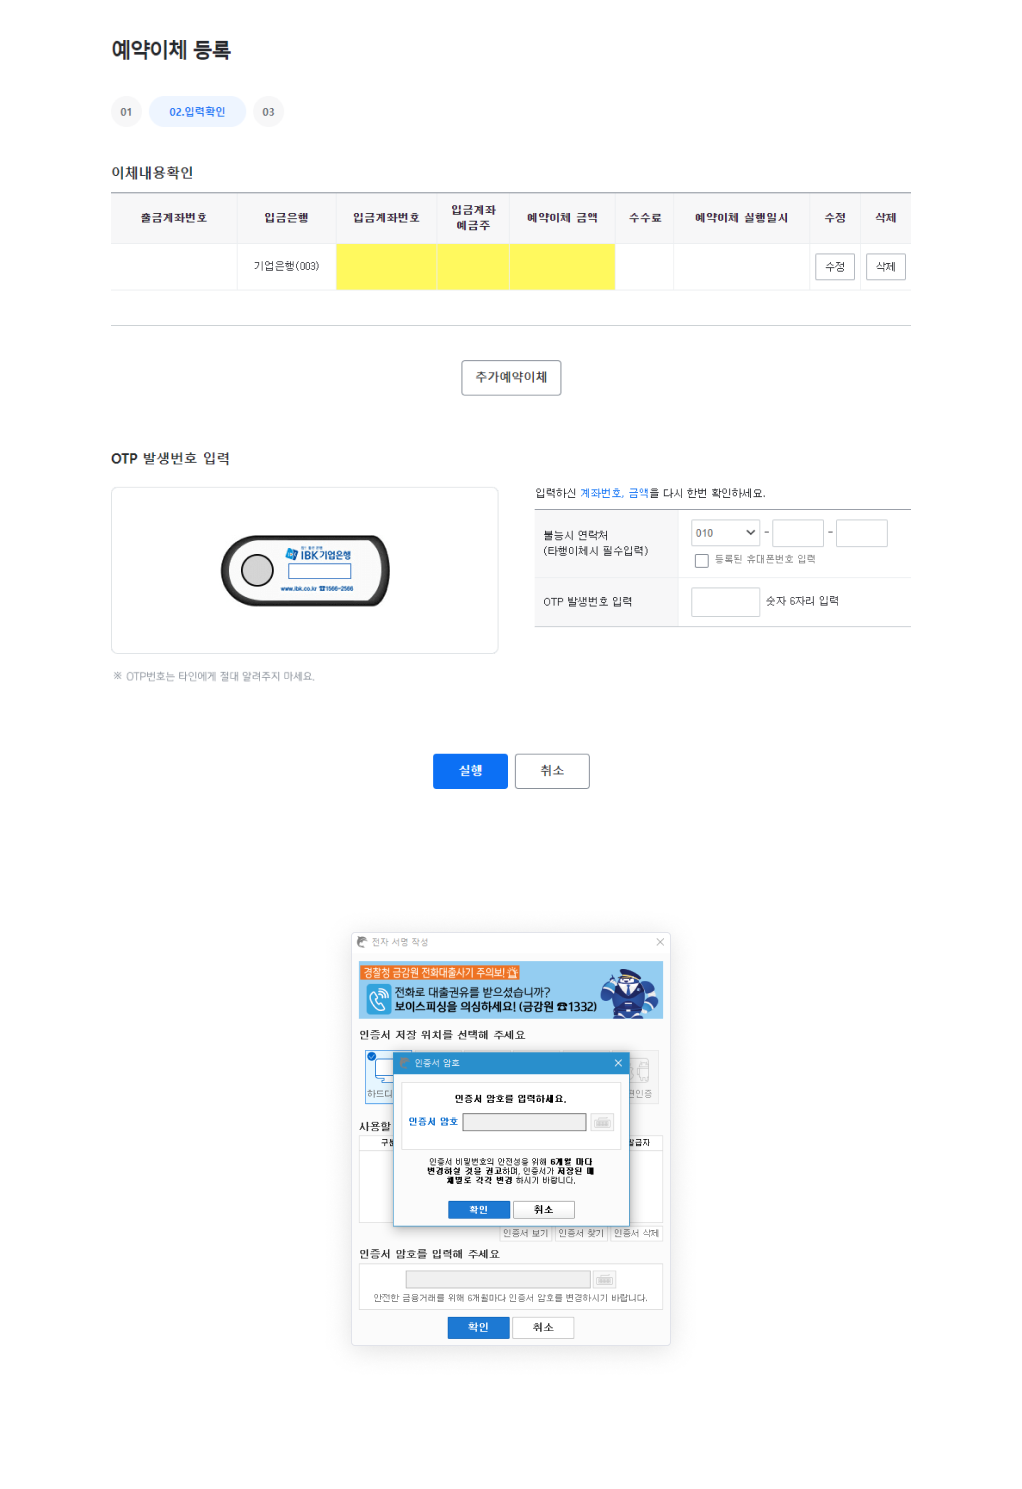 예약이체 등록
01 02.입력확인 03
이체내용확인
출금계좌번호 입금은행 입금계좌번호 입금계좌 예금주 예약이체 금액 수수료 예약이체 실행일시 수정 삭제
기업은행(003) 수정 삭제
추가예약이체
OTP 발생번호 입력
IBK기업은행
www.ibk.co.kr ☎1566-2566
※ OTP번호는 타인에게 절대 알려주지 마세요.
입력하신 계좌번호, 금액을 다시 한번 확인하세요.
불능시 연락처
(타행이체시 필수입력)
010 - -
등록된 휴대폰번호 입력
OTP 발생번호 입력 숫자 6자리 입력
실행 취소
전자 서명 작성
경찰청 금감원 전화대출사기 주의보!
전화로 대출권유를 받으셨습니까?
보이스피싱을 의심하세요! (금감원 ☎1332)
인증서 저장 위치를 선택해 주세요
하드디
인증서 암호
인증서 암호를 입력하세요.
인증서 암호
인증서 비밀번호의 안전성을 위해 6개월 마다
변경하실 것을 권고하며, 인증서가 저장된 매
체별로 각각 변경 하시기 바랍니다.
확인 취소
사용할
구분
발급자
인증서 보기 인증서 찾기 인증서 삭제
인증서 암호를 입력해 주세요
안전한 금융거래를 위해 6개월마다 인증서 암호를 변경하시기 바랍니다.
확인 취소